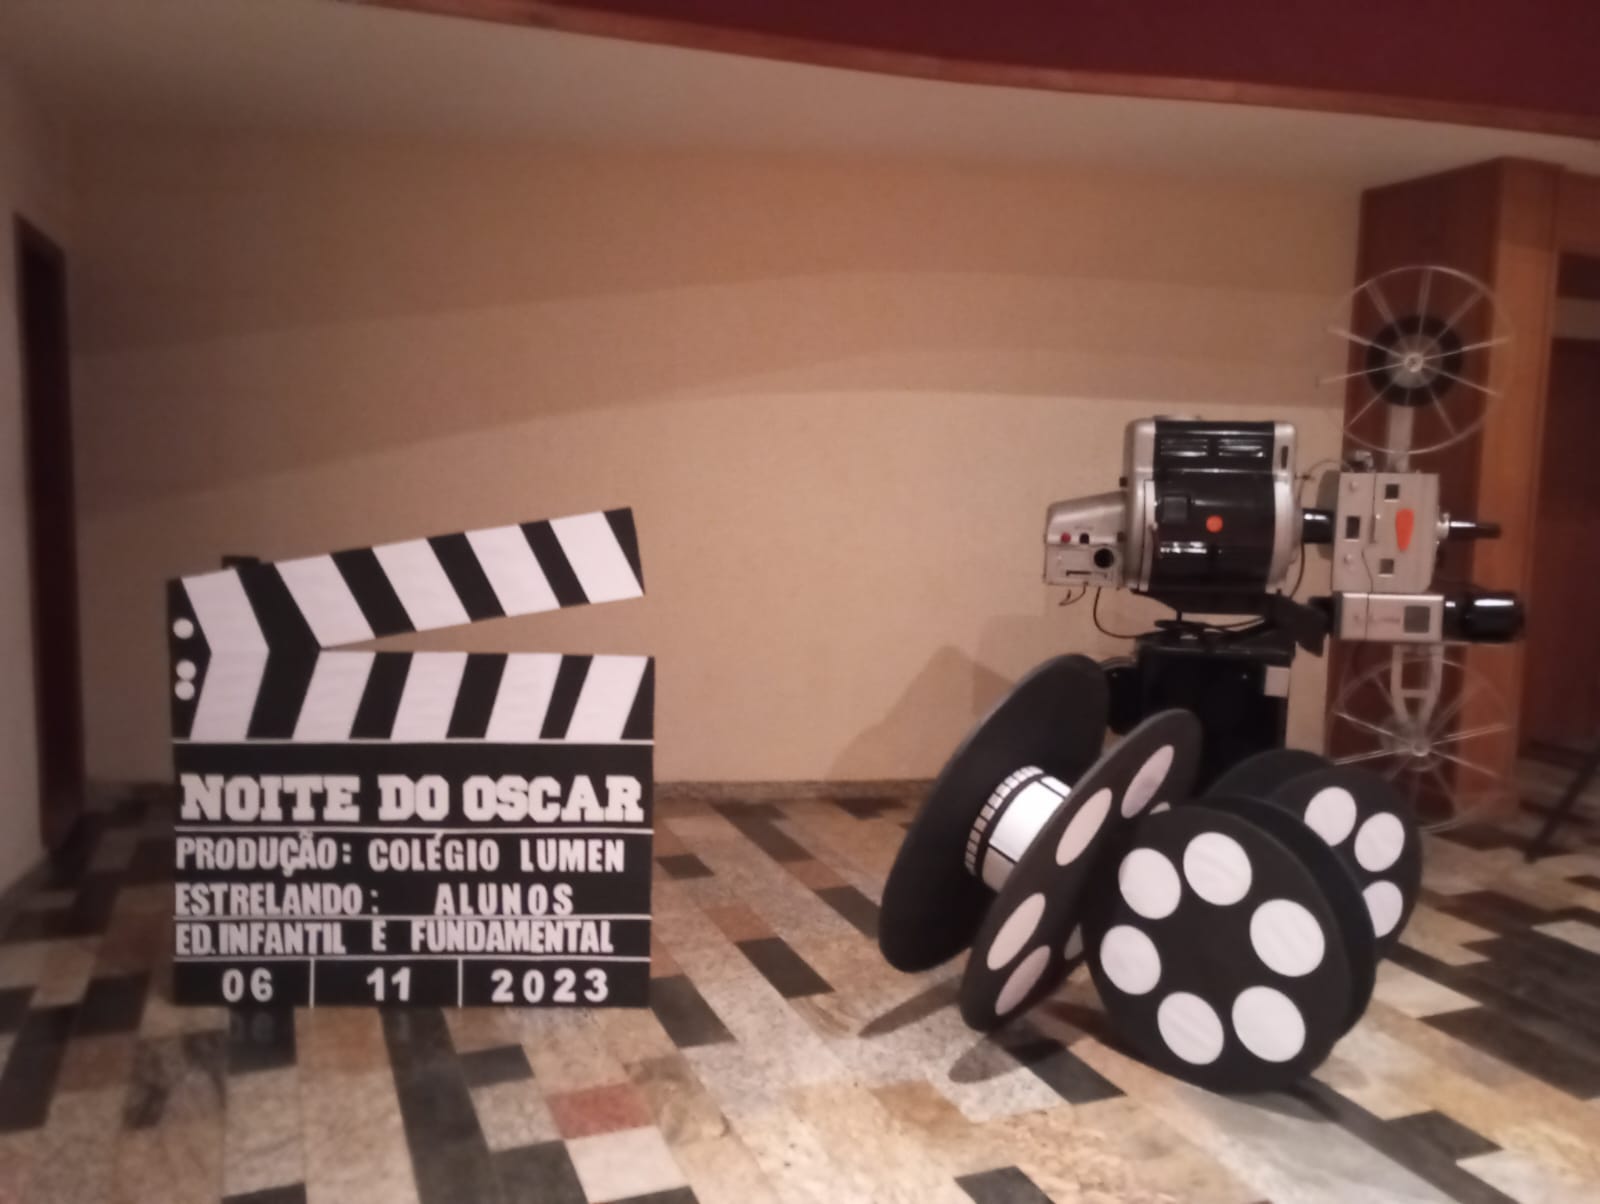 NOITE DO OSCAR
PRODUÇÃO: COLÉGIO LUMEN
ESTRELANDO: ALUNOS
ED. INFANTIL E FUNDAMENTAL
06 11 2023